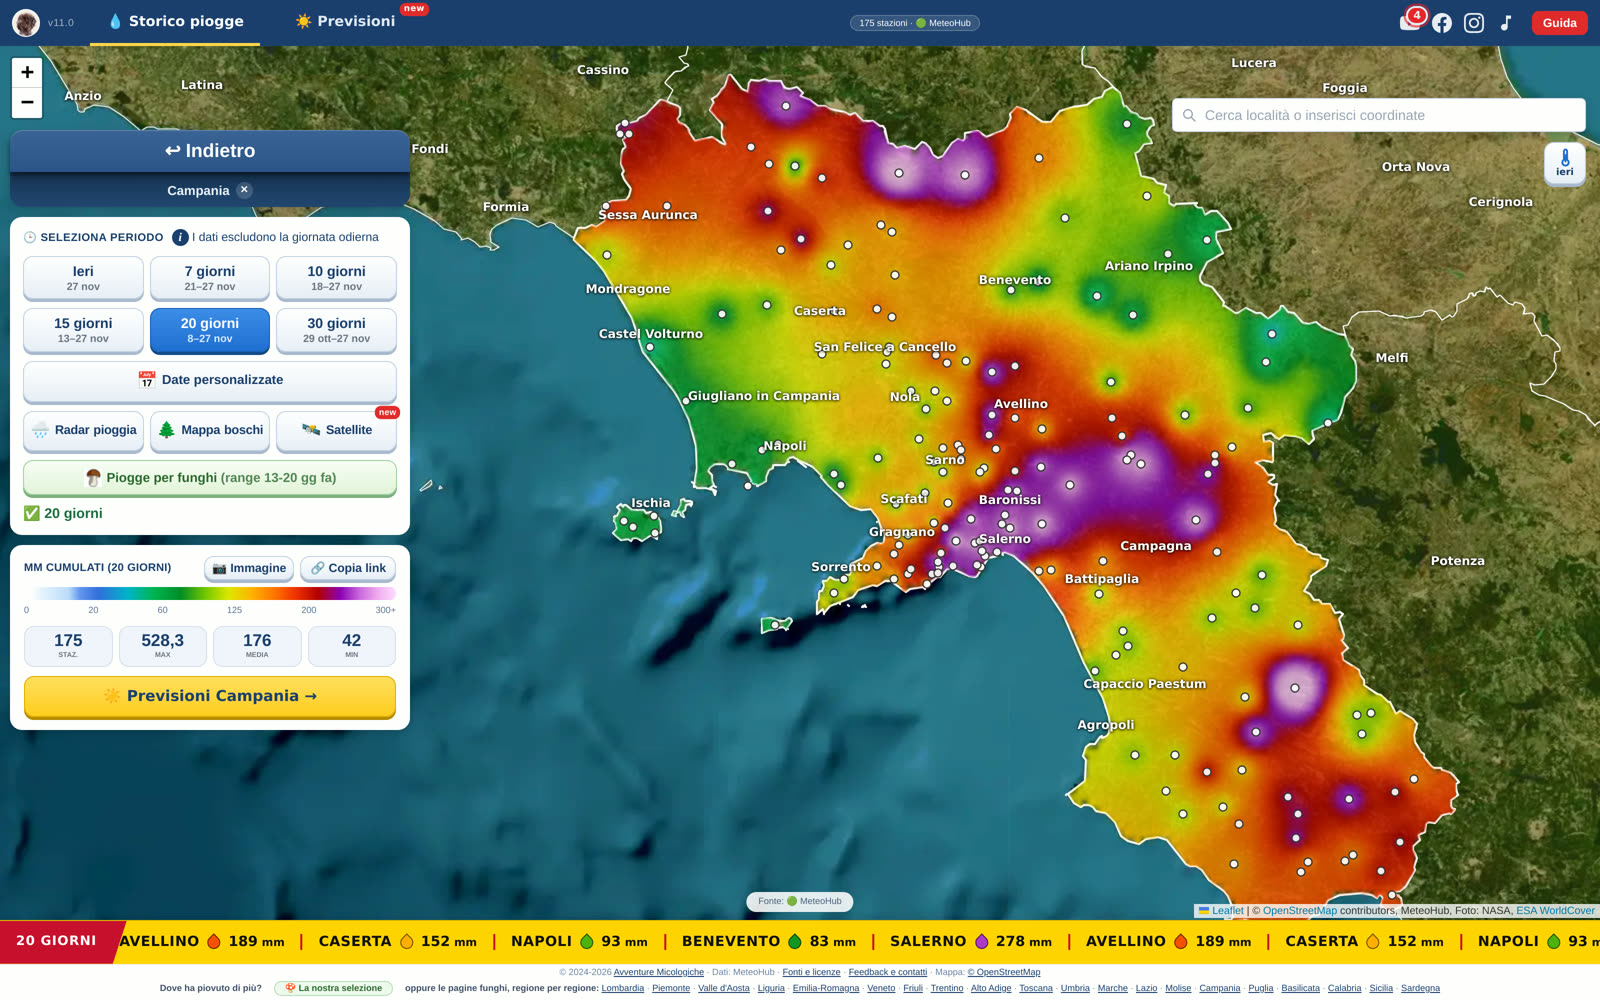 v11.0
Storico piogge
Previsioni
new
175 stazioni · MeteoHub
4
Guida
+
−
Cassino
Lucera
Foggia
Latina
Anzio
Cerca località o inserisci coordinate
↩ Indietro
Fondi
Campania ×
ieri
Orta Nova
Cerignola
Formia
Sessa Aurunca
SELEZIONA PERIODO i I dati escludono la giornata odierna
Ieri
27 nov
7 giorni
21–27 nov
10 giorni
18–27 nov
15 giorni
13–27 nov
20 giorni
8–27 nov
30 giorni
29 ott–27 nov
Date personalizzate
Radar pioggia
Mappa boschi
Satellite
new
Piogge per funghi (range 13-20 gg fa)
20 giorni
MM CUMULATI (20 GIORNI)
Immagine
Copia link
0 20 60 125 200 300+
175
STAZ.
528,3
MAX
176
MEDIA
42
MIN
Previsioni Campania →
Ariano Irpino
Benevento
Mondragone
Caserta
Castel Volturno
San Felice a Cancello
Melfi
Giugliano in Campania
Nola
Avellino
Napoli
Sarno
Ischia
Scafati
Baronissi
Gragnano
Salerno
Campagna
Potenza
Sorrento
Battipaglia
Capaccio Paestum
Agropoli
Fonte: MeteoHub
Leaflet | © OpenStreetMap contributors, MeteoHub, Foto: NASA, ESA WorldCover
20 GIORNI
AVELLINO 189 mm | CASERTA 152 mm | NAPOLI 93 mm | BENEVENTO 83 mm | SALERNO 278 mm | AVELLINO 189 mm | CASERTA 152 mm | NAPOLI 93 m
© 2024-2026 Avventure Micologiche · Dati: MeteoHub · Fonti e licenze · Feedback e contatti · Mappa: © OpenStreetMap
Dove ha piovuto di più? La nostra selezione oppure le pagine funghi, regione per regione: Lombardia · Piemonte · Valle d'Aosta · Liguria · Emilia-Romagna · Veneto · Friuli · Trentino · Alto Adige · Toscana · Umbria · Marche · Lazio · Molise · Campania · Puglia · Basilicata · Calabria · Sicilia · Sardegna